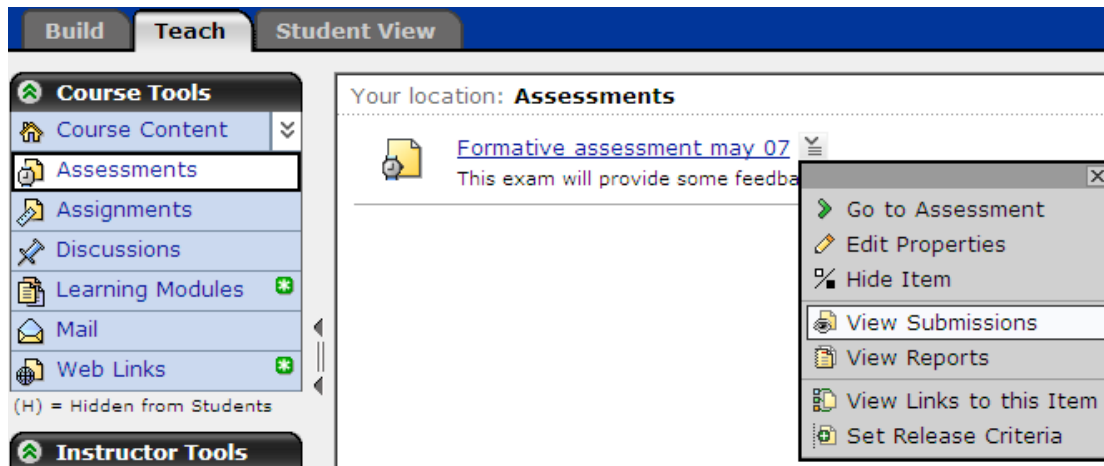 Build
Teach
Student View
Course Tools
Course Content
Assessments
Assignments
Discussions
Learning Modules
Mail
Web Links
(H) = Hidden from Students
Instructor Tools
Your location: Assessments
Formative assessment may 07
This exam will provide some feedba
Go to Assessment
Edit Properties
Hide Item
View Submissions
View Reports
View Links to this Item
Set Release Criteria